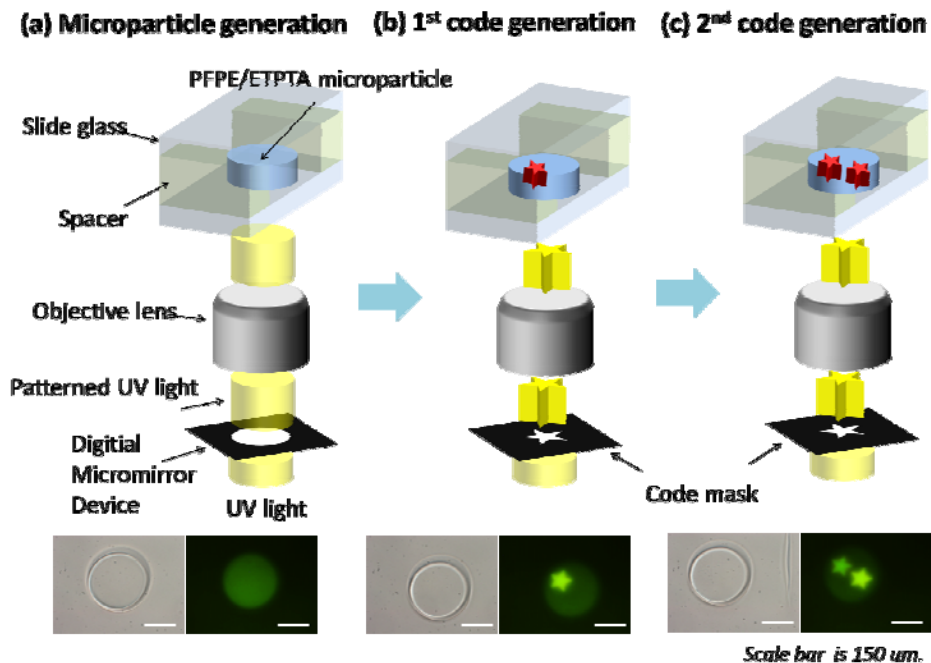 (a) Microparticle generation
(b) 1st code generation
(c) 2nd code generation
PFPE/ETPTA microparticle
Slide glass
Spacer
Objective lens
Patterned UV light
Digitial
Micromirror
Device
UV light
Code mask
Scale bar is 150 um.